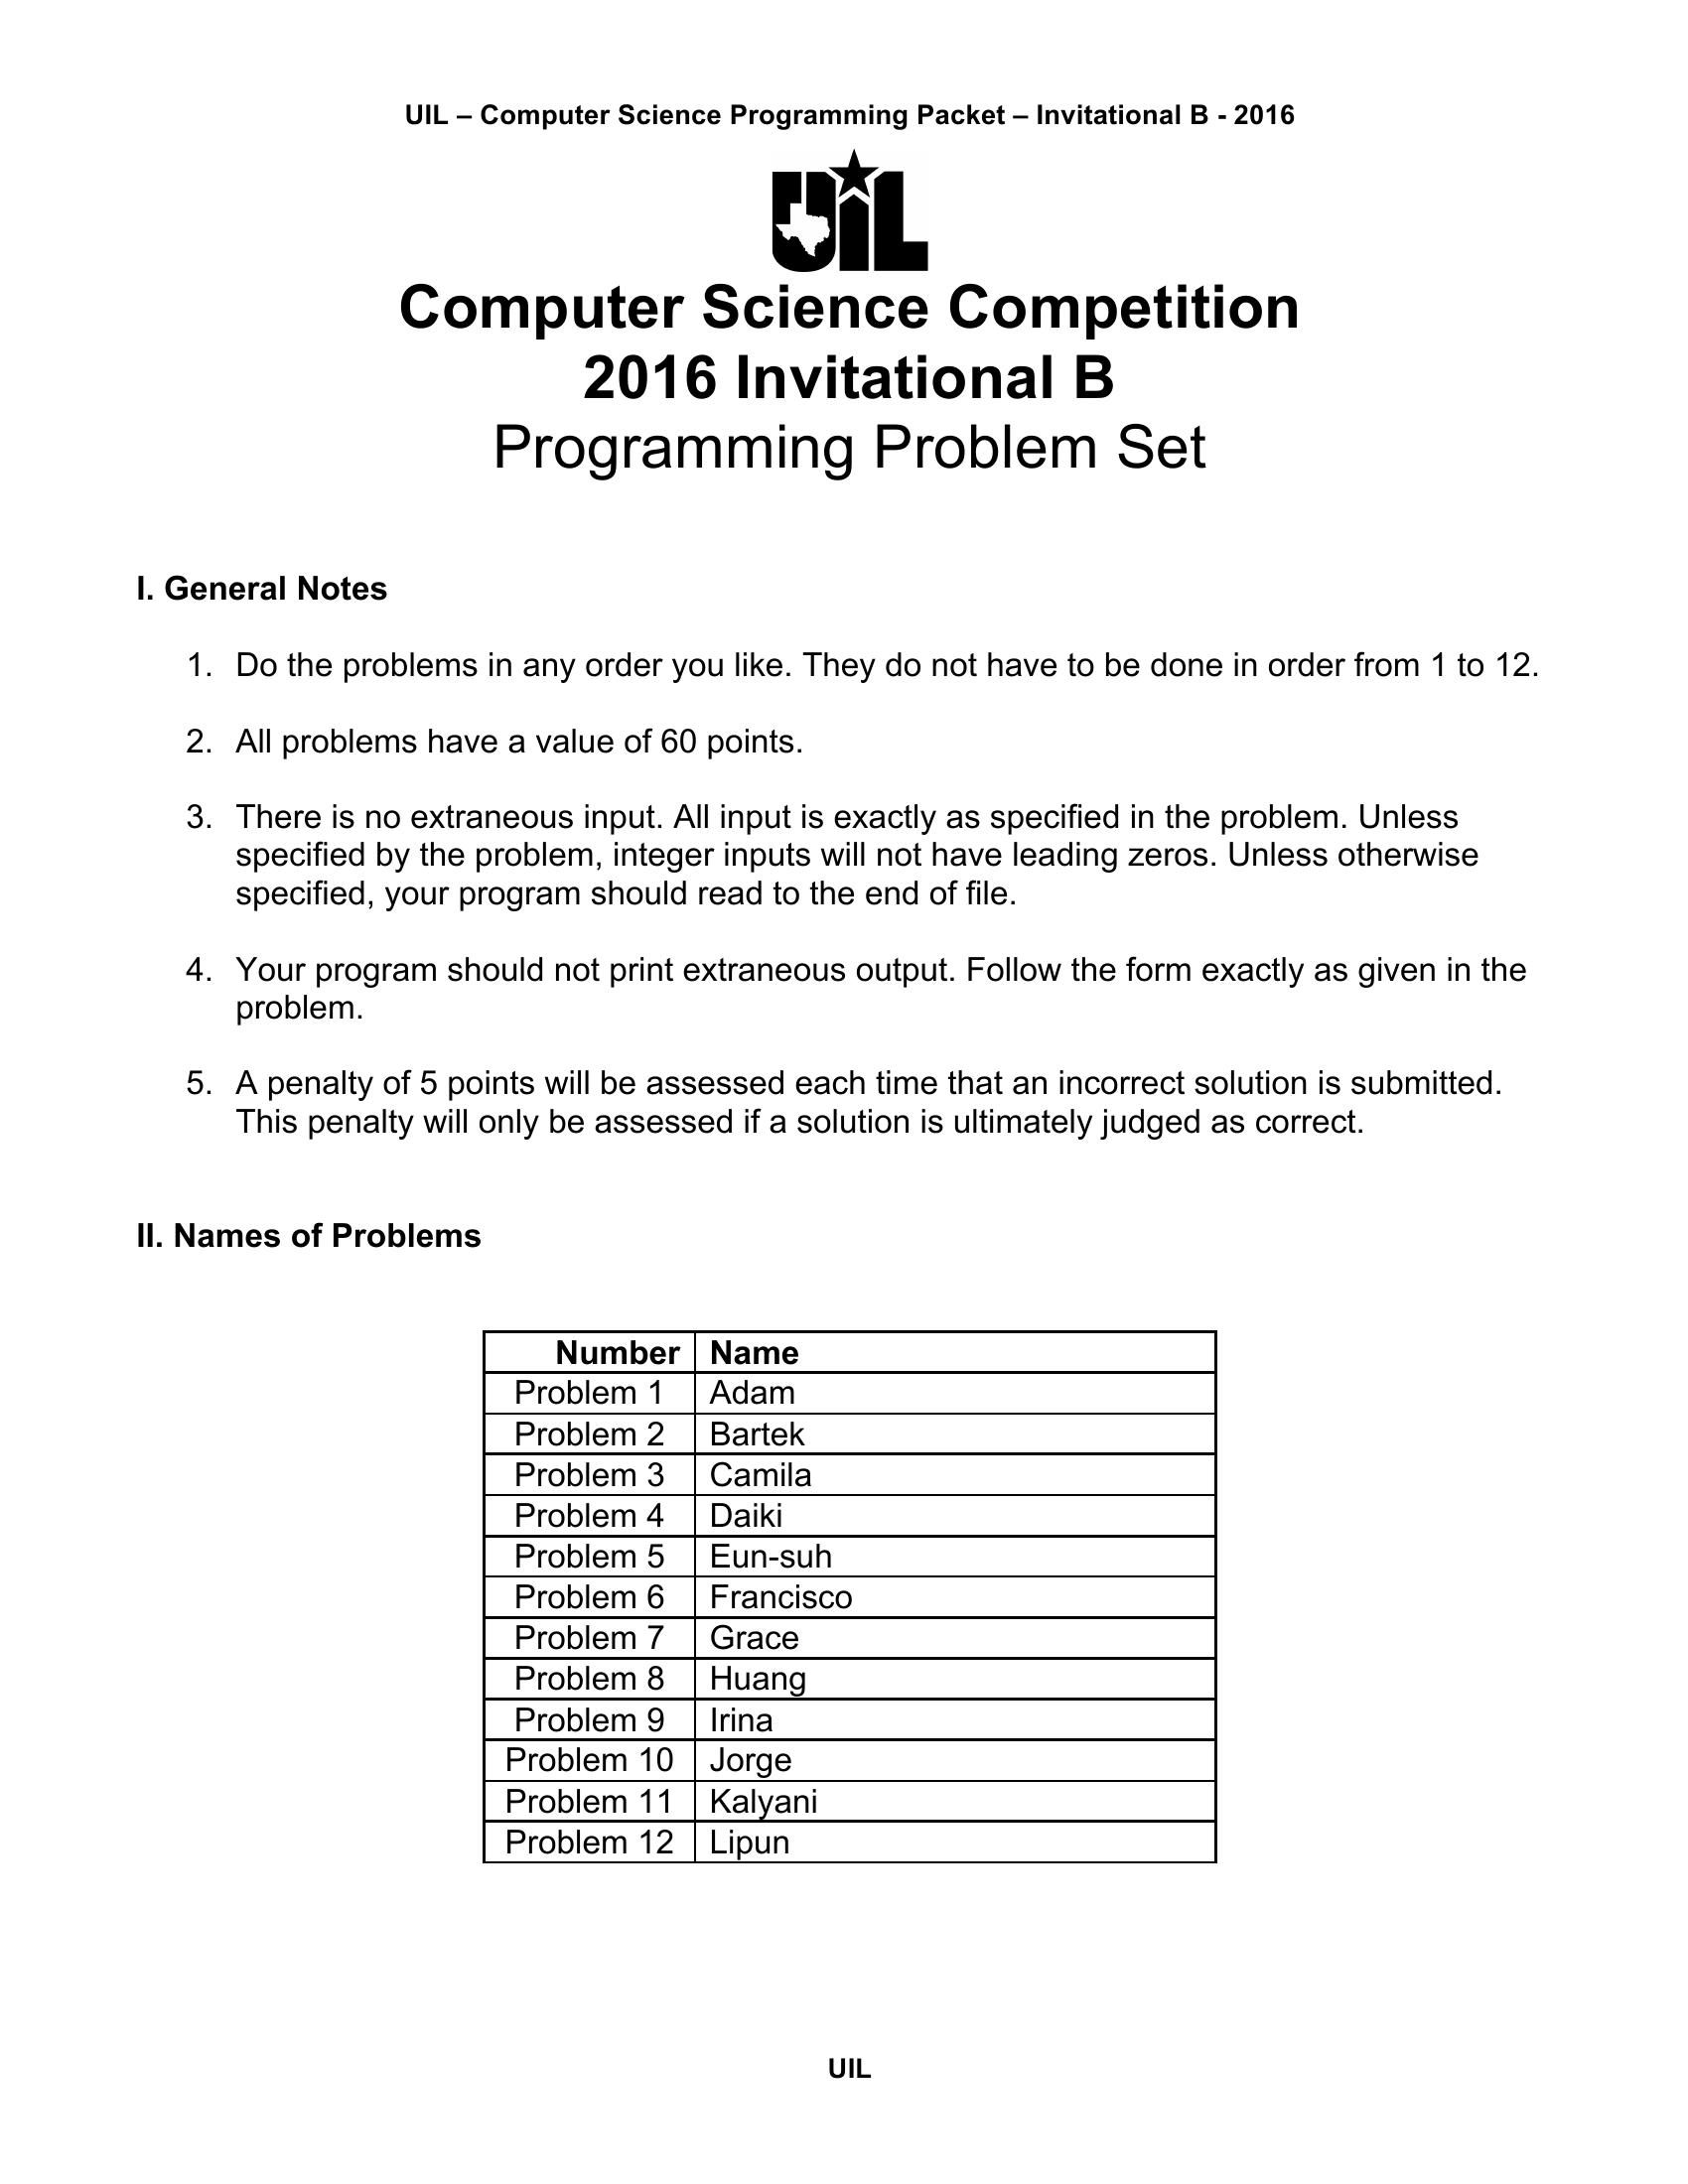 UIL – Computer Science Programming Packet – Invitational B - 2016
UIL
Computer Science Competition
2016 Invitational B
Programming Problem Set
I. General Notes
1. Do the problems in any order you like. They do not have to be done in order from 1 to 12.
2. All problems have a value of 60 points.
3. There is no extraneous input. All input is exactly as specified in the problem. Unless
specified by the problem, integer inputs will not have leading zeros. Unless otherwise
specified, your program should read to the end of file.
4. Your program should not print extraneous output. Follow the form exactly as given in the
problem.
5. A penalty of 5 points will be assessed each time that an incorrect solution is submitted.
This penalty will only be assessed if a solution is ultimately judged as correct.
II. Names of Problems
Number Name
Problem 1 Adam
Problem 2 Bartek
Problem 3 Camila
Problem 4 Daiki
Problem 5 Eun-suh
Problem 6 Francisco
Problem 7 Grace
Problem 8 Huang
Problem 9 Irina
Problem 10 Jorge
Problem 11 Kalyani
Problem 12 Lipun
UIL